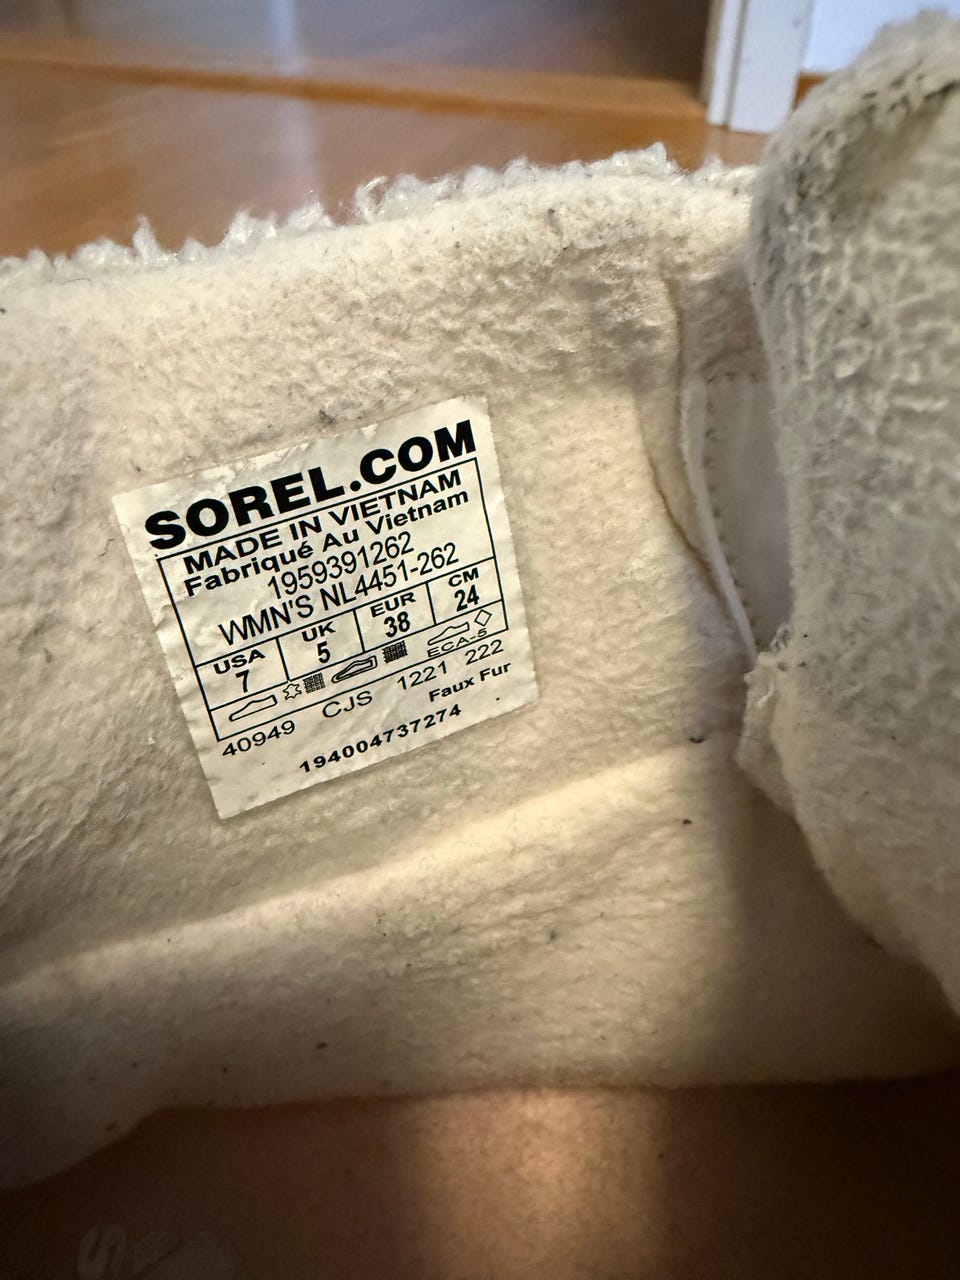 SOREL.COM
MADE IN VIETNAM
Fabriqué Au Vietnam
1959391262
WMN'S NL4451-262
USA UK EUR CM
7 5 38 24
ECA-5
40949 CJS 1221 222
Faux Fur
194004737274
S